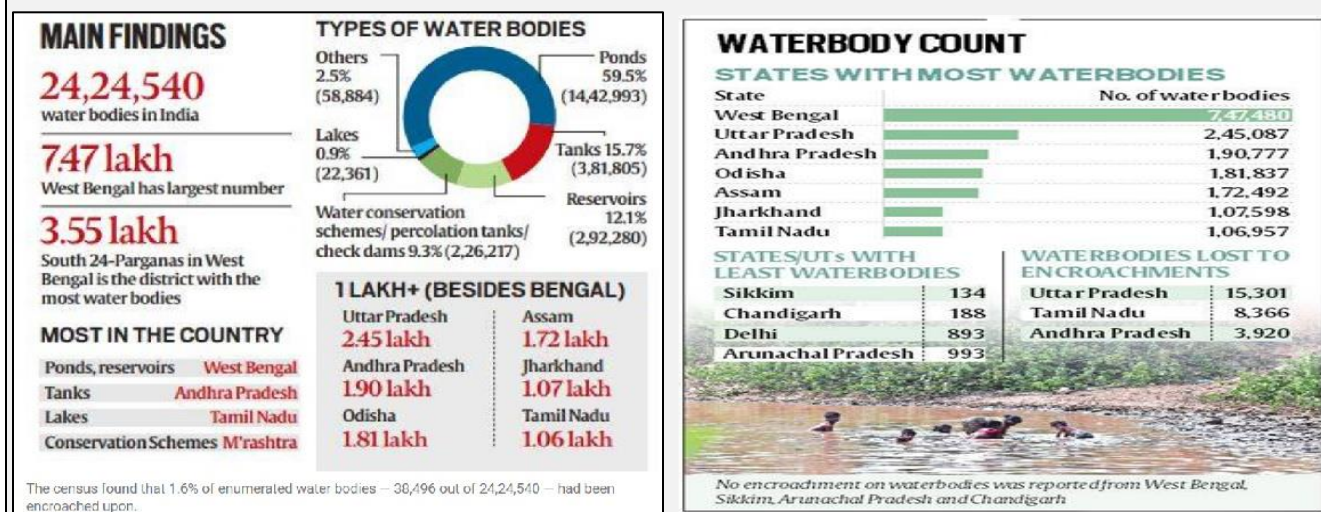 MAIN FINDINGS
24,24,540
water bodies in India
7.47 lakh
West Bengal has largest number
3.55 lakh
South 24-Parganas in West
Bengal is the district with the
most water bodies
MOST IN THE COUNTRY
Ponds, reservoirs West Bengal
Tanks Andhra Pradesh
Lakes Tamil Nadu
Conservation Schemes M'rashtra
TYPES OF WATER BODIES
Others
2.5%
(58,884)
Ponds
59.5%
(14,42,993)
Lakes
0.9%
(22,361)
Tanks 15.7%
(3,81,805)
Reservoirs
12.1%
(2,92,280)
Water conservation
schemes/ percolation tanks/
check dams 9.3% (2,26,217)
1 LAKH+ (BESIDES BENGAL)
Uttar Pradesh Assam
2.45 lakh 1.72 lakh
Andhra Pradesh Jharkhand
1.90 lakh 1.07 lakh
Odisha Tamil Nadu
1.81 lakh 1.06 lakh
The census found that 1.6% of enumerated water bodies — 38,496 out of 24,24,540 — had been
encroached upon.
WATERBODY COUNT
STATES WITH MOST WATERBODIES
State No. of water bodies
West Bengal 7,47,480
Uttar Pradesh 2,45,087
Andhra Pradesh 1,90,777
Odisha 1,81,837
Assam 1,72,492
Jharkhand 1,07,598
Tamil Nadu 1,06,957
STATES/UTs WITH
LEAST WATERBODIES
Sikkim 134
Chandigarh 188
Delhi 893
Arunachal Pradesh 993
WATERBODIES LOST TO
ENCROACHMENTS
Uttar Pradesh 15,301
Tamil Nadu 8,366
Andhra Pradesh 3,920
No encroachment on waterbodies was reported from West Bengal,
Sikkim, Arunachal Pradesh and Chandigarh